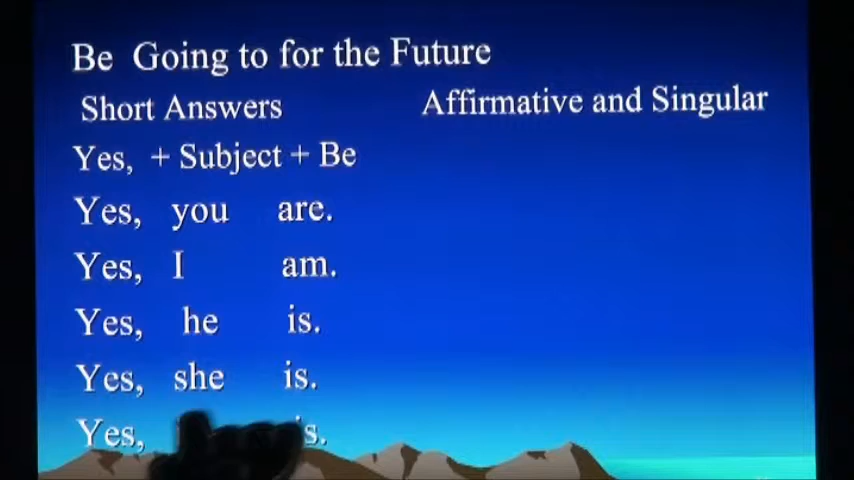 Be Going to for the Future
Short Answers Affirmative and Singular
Yes, + Subject + Be
Yes, you are.
Yes, I am.
Yes, he is.
Yes, she is.
Yes, is.